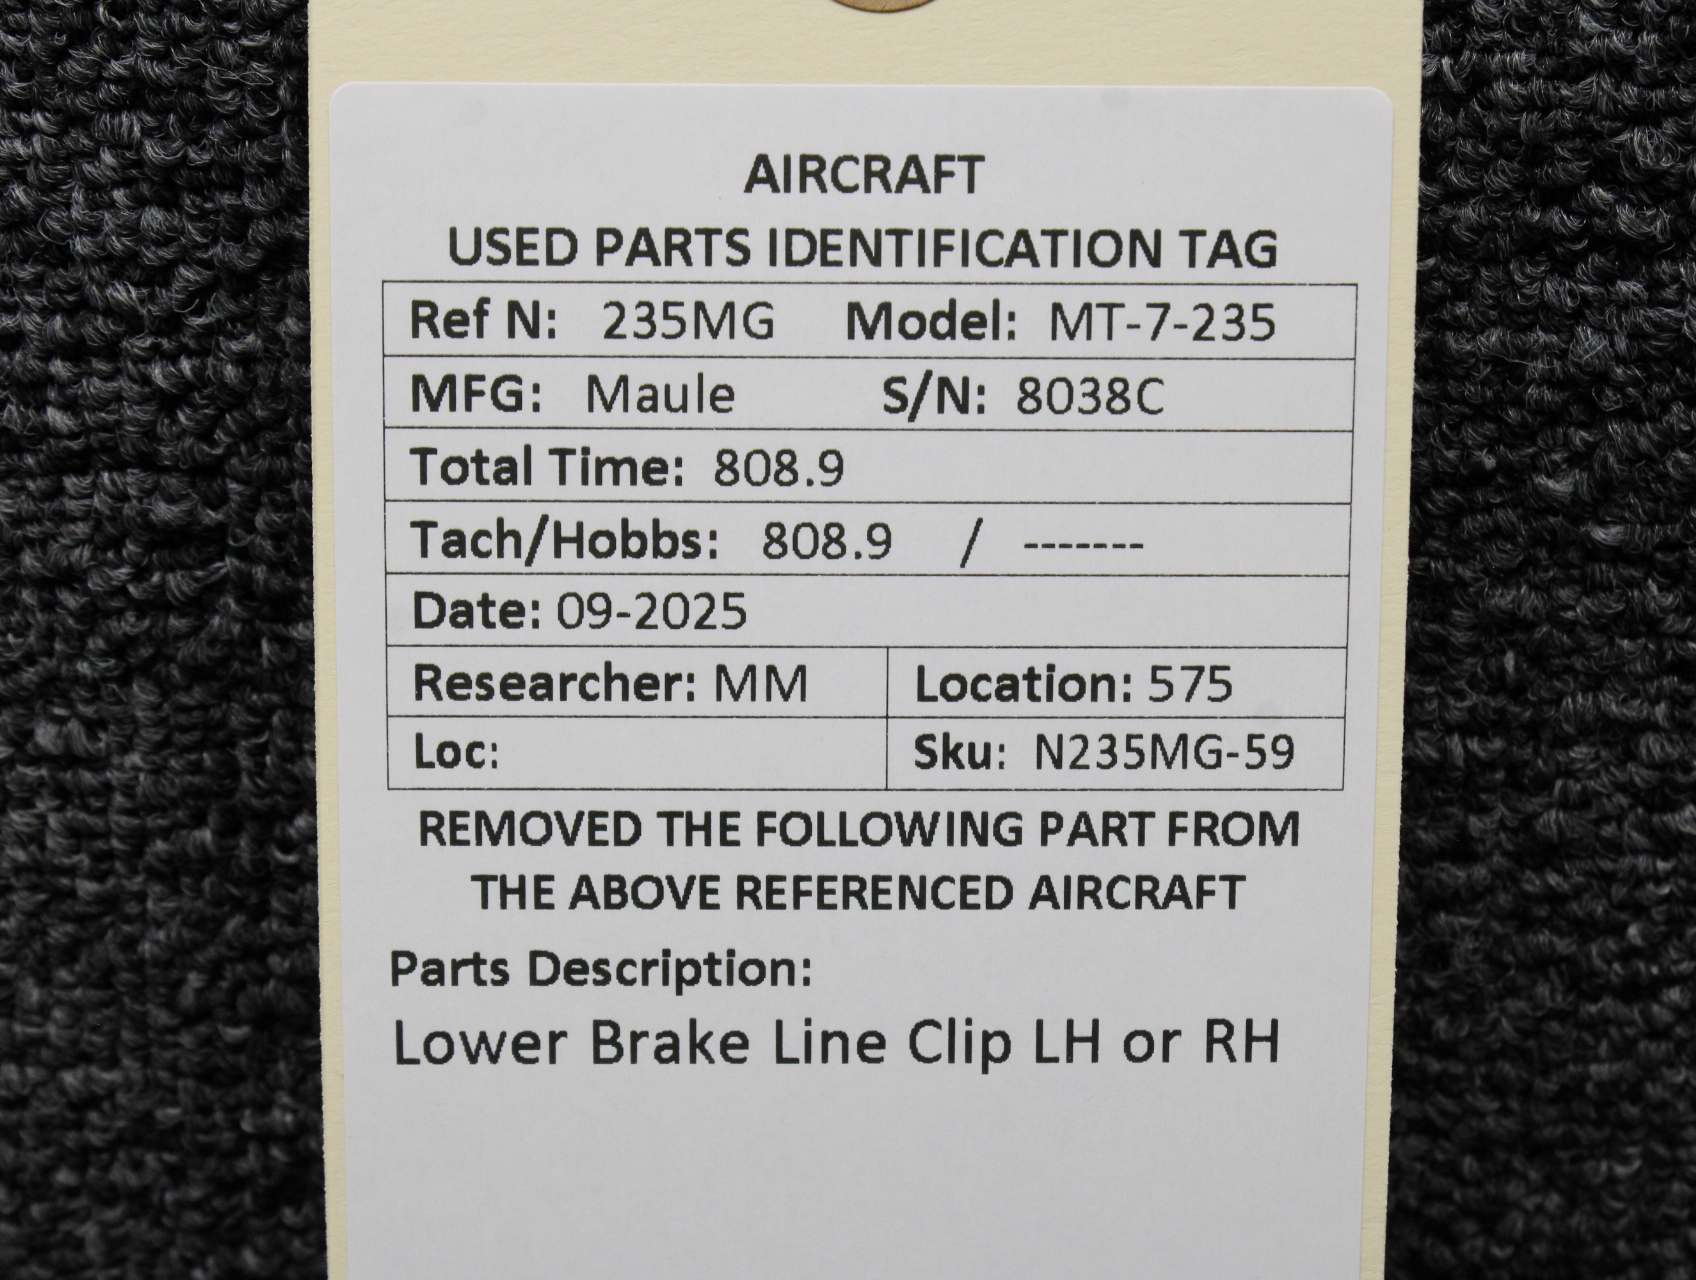 AIRCRAFT
USED PARTS IDENTIFICATION TAG
Ref N: 235MG Model: MT-7-235
MFG: Maule S/N: 8038C
Total Time: 808.9
Tach/Hobbs: 808.9 / -------
Date: 09-2025
Researcher: MM Location: 575
Loc: Sku: N235MG-59
REMOVED THE FOLLOWING PART FROM
THE ABOVE REFERENCED AIRCRAFT
Parts Description:
Lower Brake Line Clip LH or RH